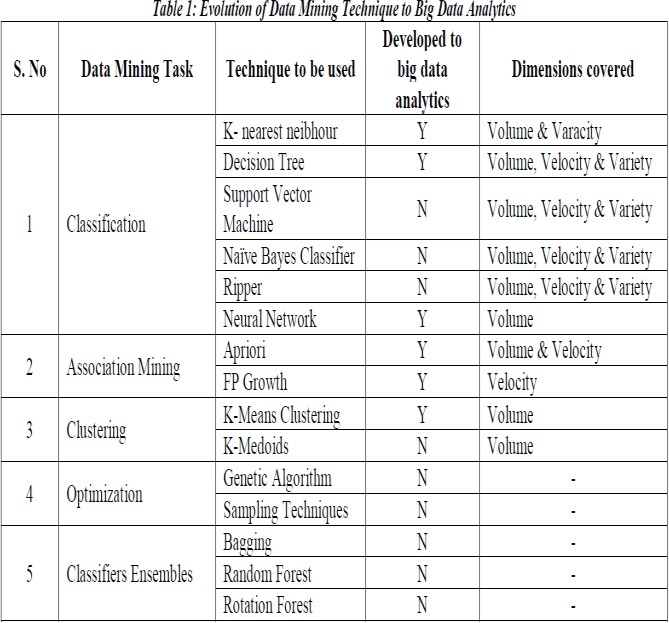 Table 1: Evolution of Data Mining Technique to Big Data Analytics
S. No Data Mining Task Technique to be used Developed to big data analytics Dimensions covered
1 Classification
K- nearest neibhour Y Volume & Varacity
Decision Tree Y Volume, Velocity & Variety
Support Vector Machine N Volume, Velocity & Variety
Naïve Bayes Classifier N Volume, Velocity & Variety
Ripper N Volume, Velocity & Variety
Neural Network Y Volume
2 Association Mining
Apriori Y Volume & Velocity
FP Growth Y Velocity
3 Clustering
K-Means Clustering Y Volume
K-Medoids N Volume
4 Optimization
Genetic Algorithm N -
Sampling Techniques N -
5 Classifiers Ensembles
Bagging N -
Random Forest N -
Rotation Forest N -